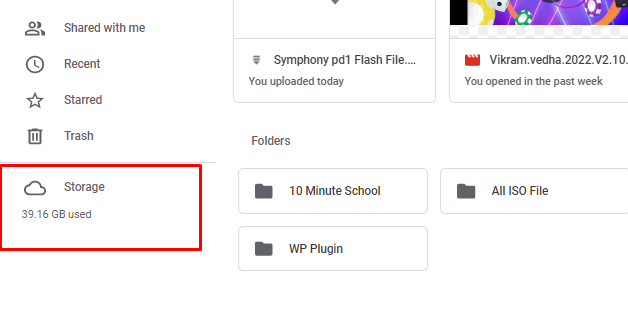 Shared with me
Recent
Starred
Trash
Storage
39.16 GB used
Symphony pd1 Flash File....
You uploaded today
Vikram.vedha.2022.V2.10.
You opened in the past week
Folders
10 Minute School
All ISO File
WP Plugin